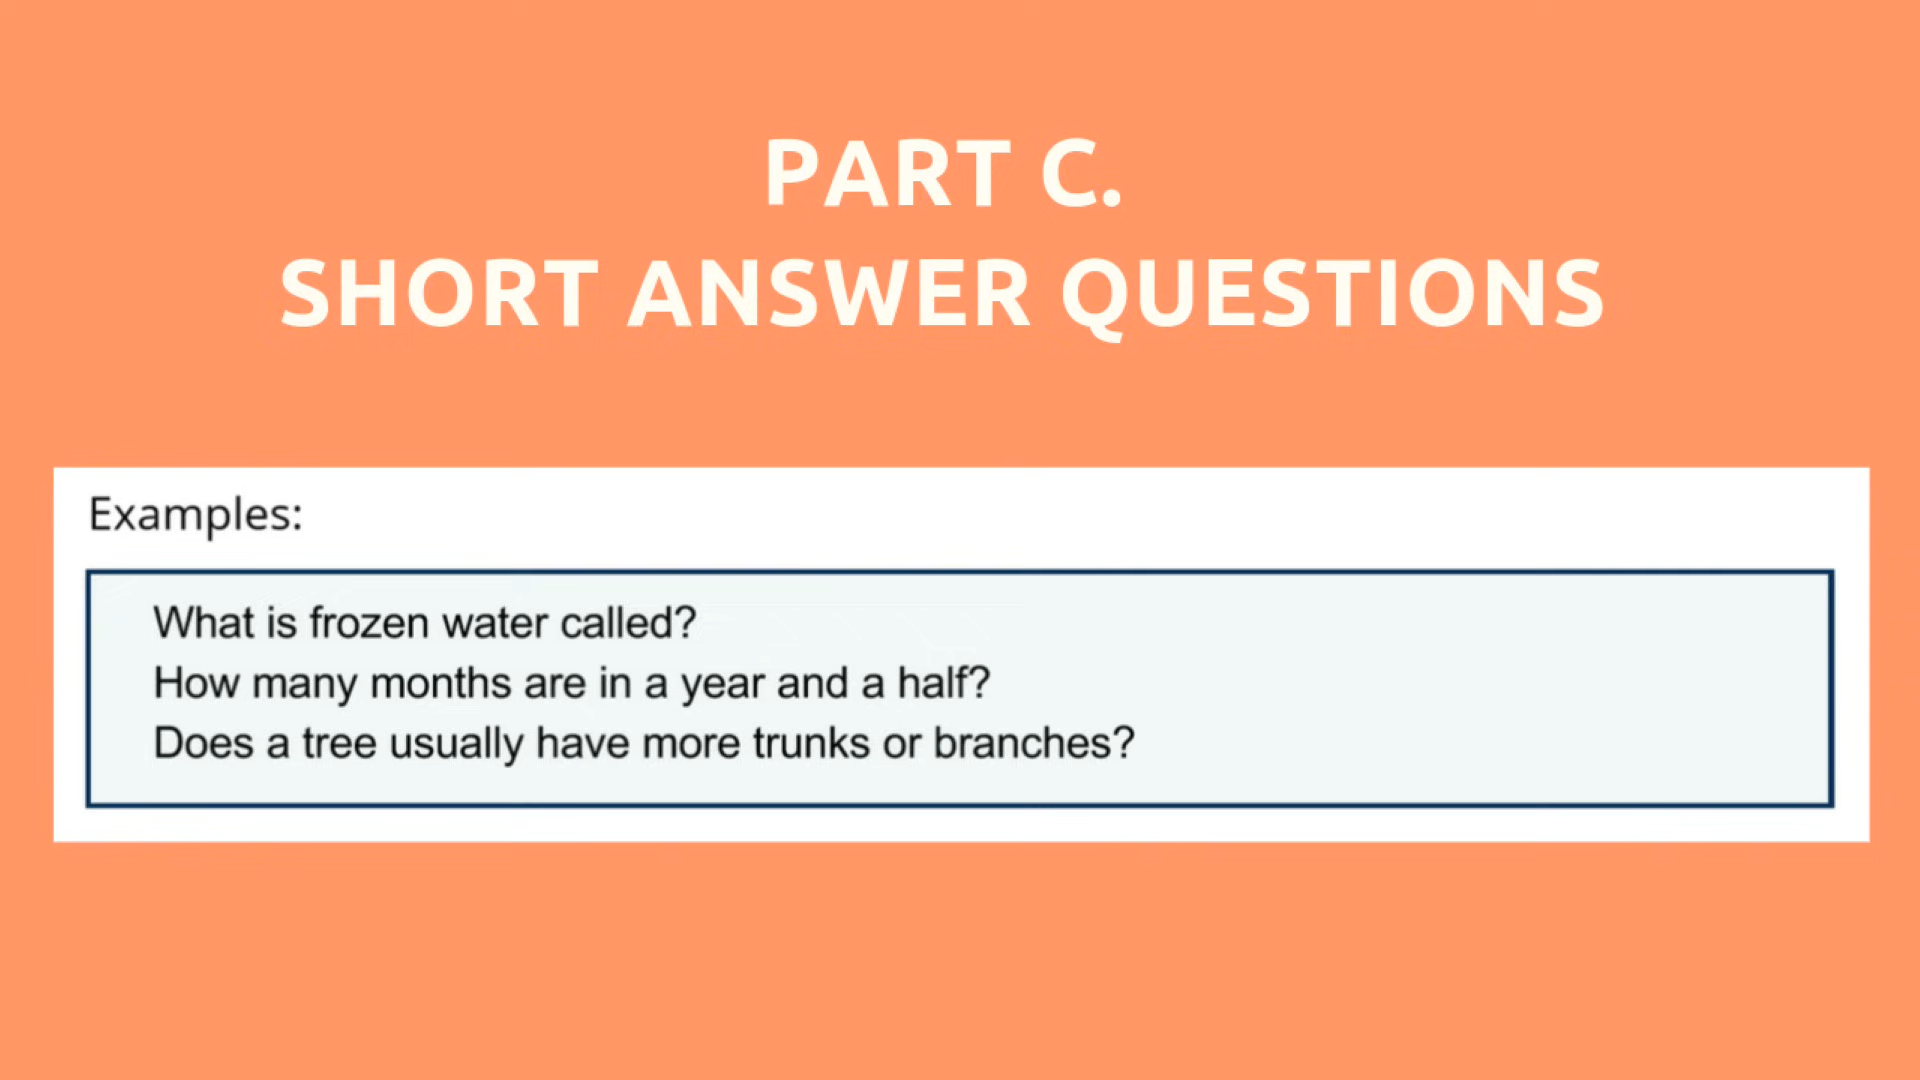 PART C.
SHORT ANSWER QUESTIONS
Examples:
What is frozen water called?
How many months are in a year and a half?
Does a tree usually have more trunks or branches?